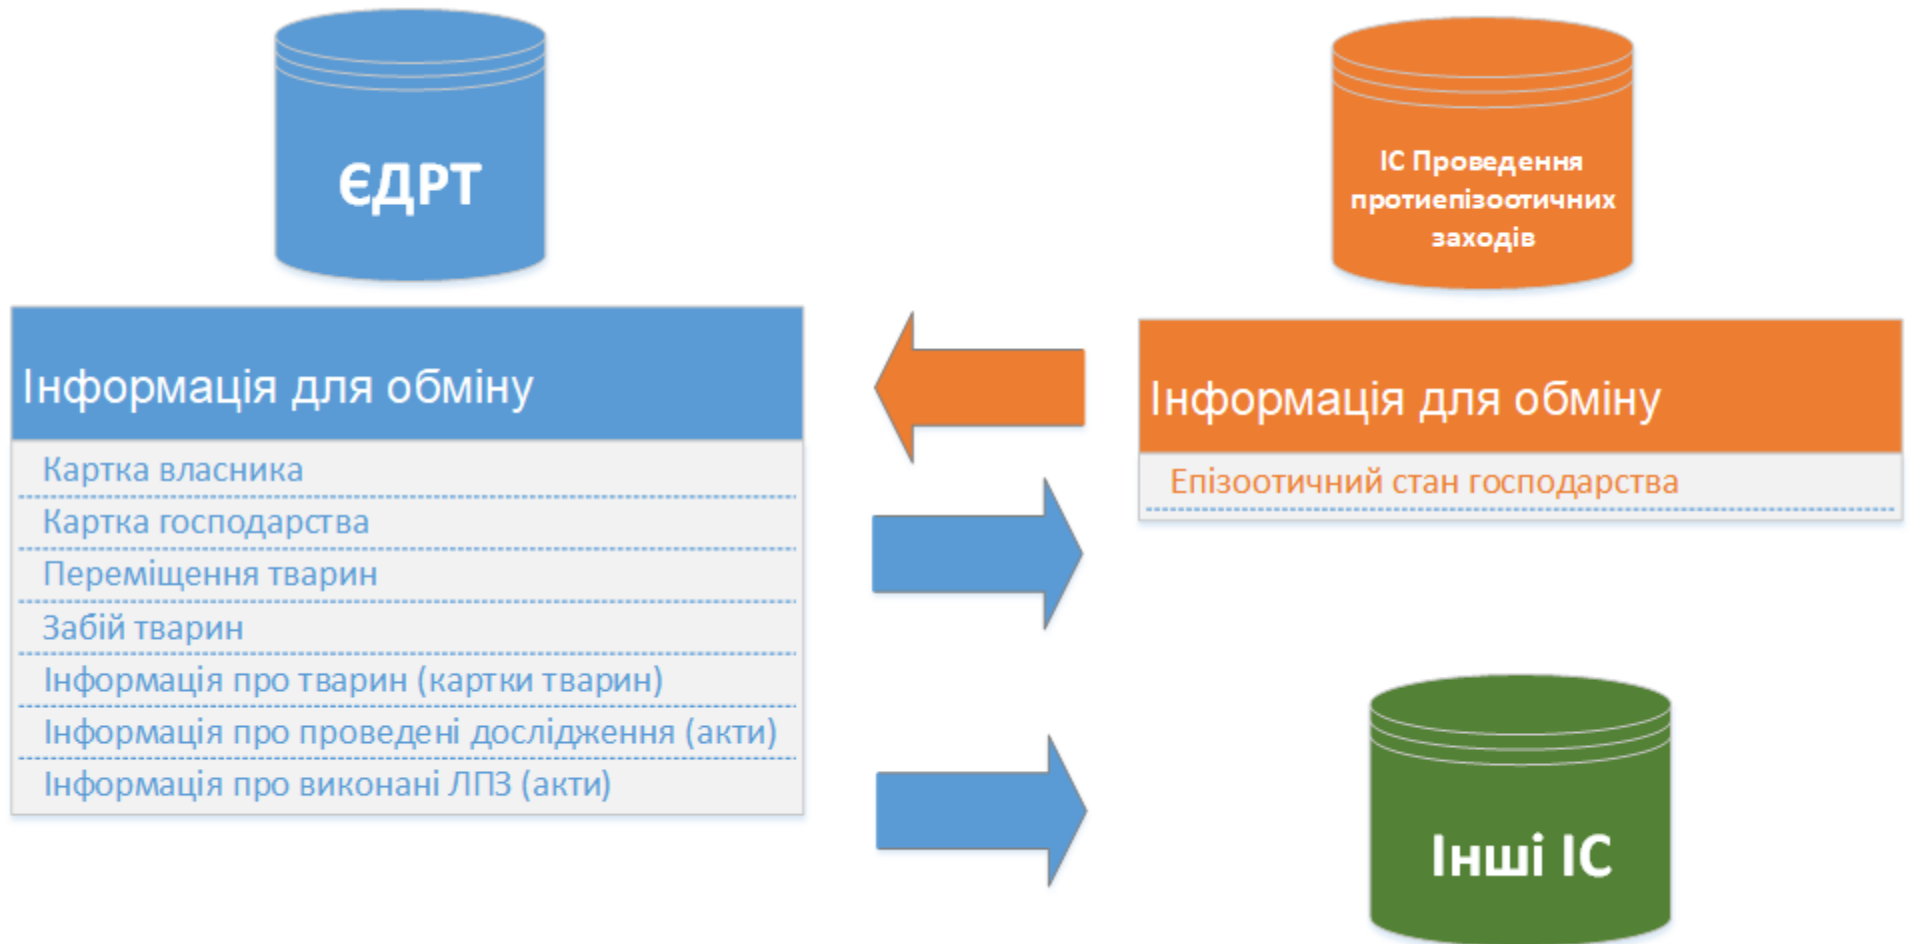 ЄДРТ
ІС Проведення
протиепізоотичних
заходів
Інформація для обміну
Картка власника
Картка господарства
Переміщення тварин
Забій тварин
Інформація про тварин (картки тварин)
Інформація про проведені дослідження (акти)
Інформація про виконані ЛПЗ (акти)
Інформація для обміну
Епізоотичний стан господарства
Інші ІС